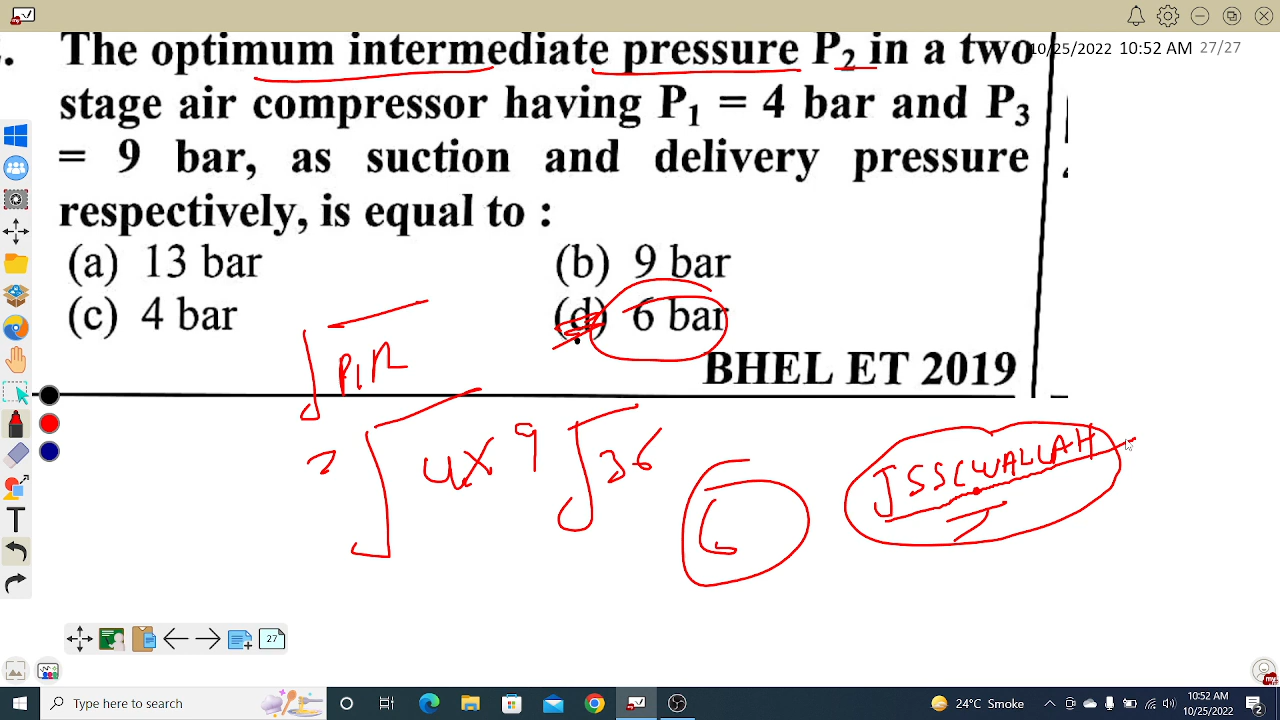 The optimum intermediate pressure P₂ in a two
10/25/2022 10:52 AM 27/27
stage air compressor having P₁ = 4 bar and P₃
= 9 bar, as suction and delivery pressure
respectively, is equal to :
(a) 13 bar
(b) 9 bar
(c) 4 bar
(d) 6 bar
BHEL ET 2019
√4×9 √36
6
JSSCWALLAH
27
Type here to search
24°C Smoke
10:52 AM
10/25/2022